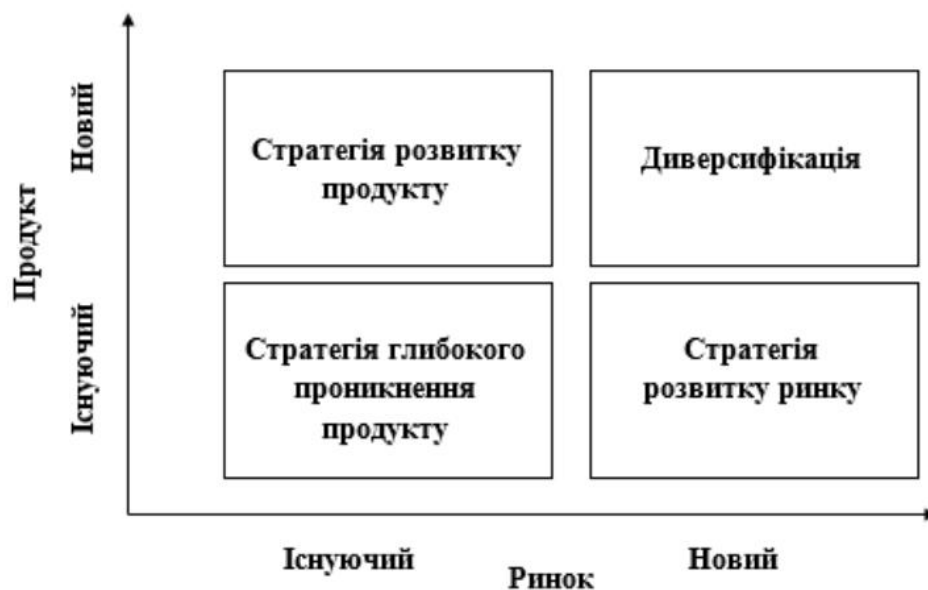 Новий
Стратегія розвитку
продукту
Диверсифікація
Продукт
Існуючий
Стратегія глибокого
проникнення
продукту
Стратегія
розвитку ринку
Існуючий
Новий
Ринок